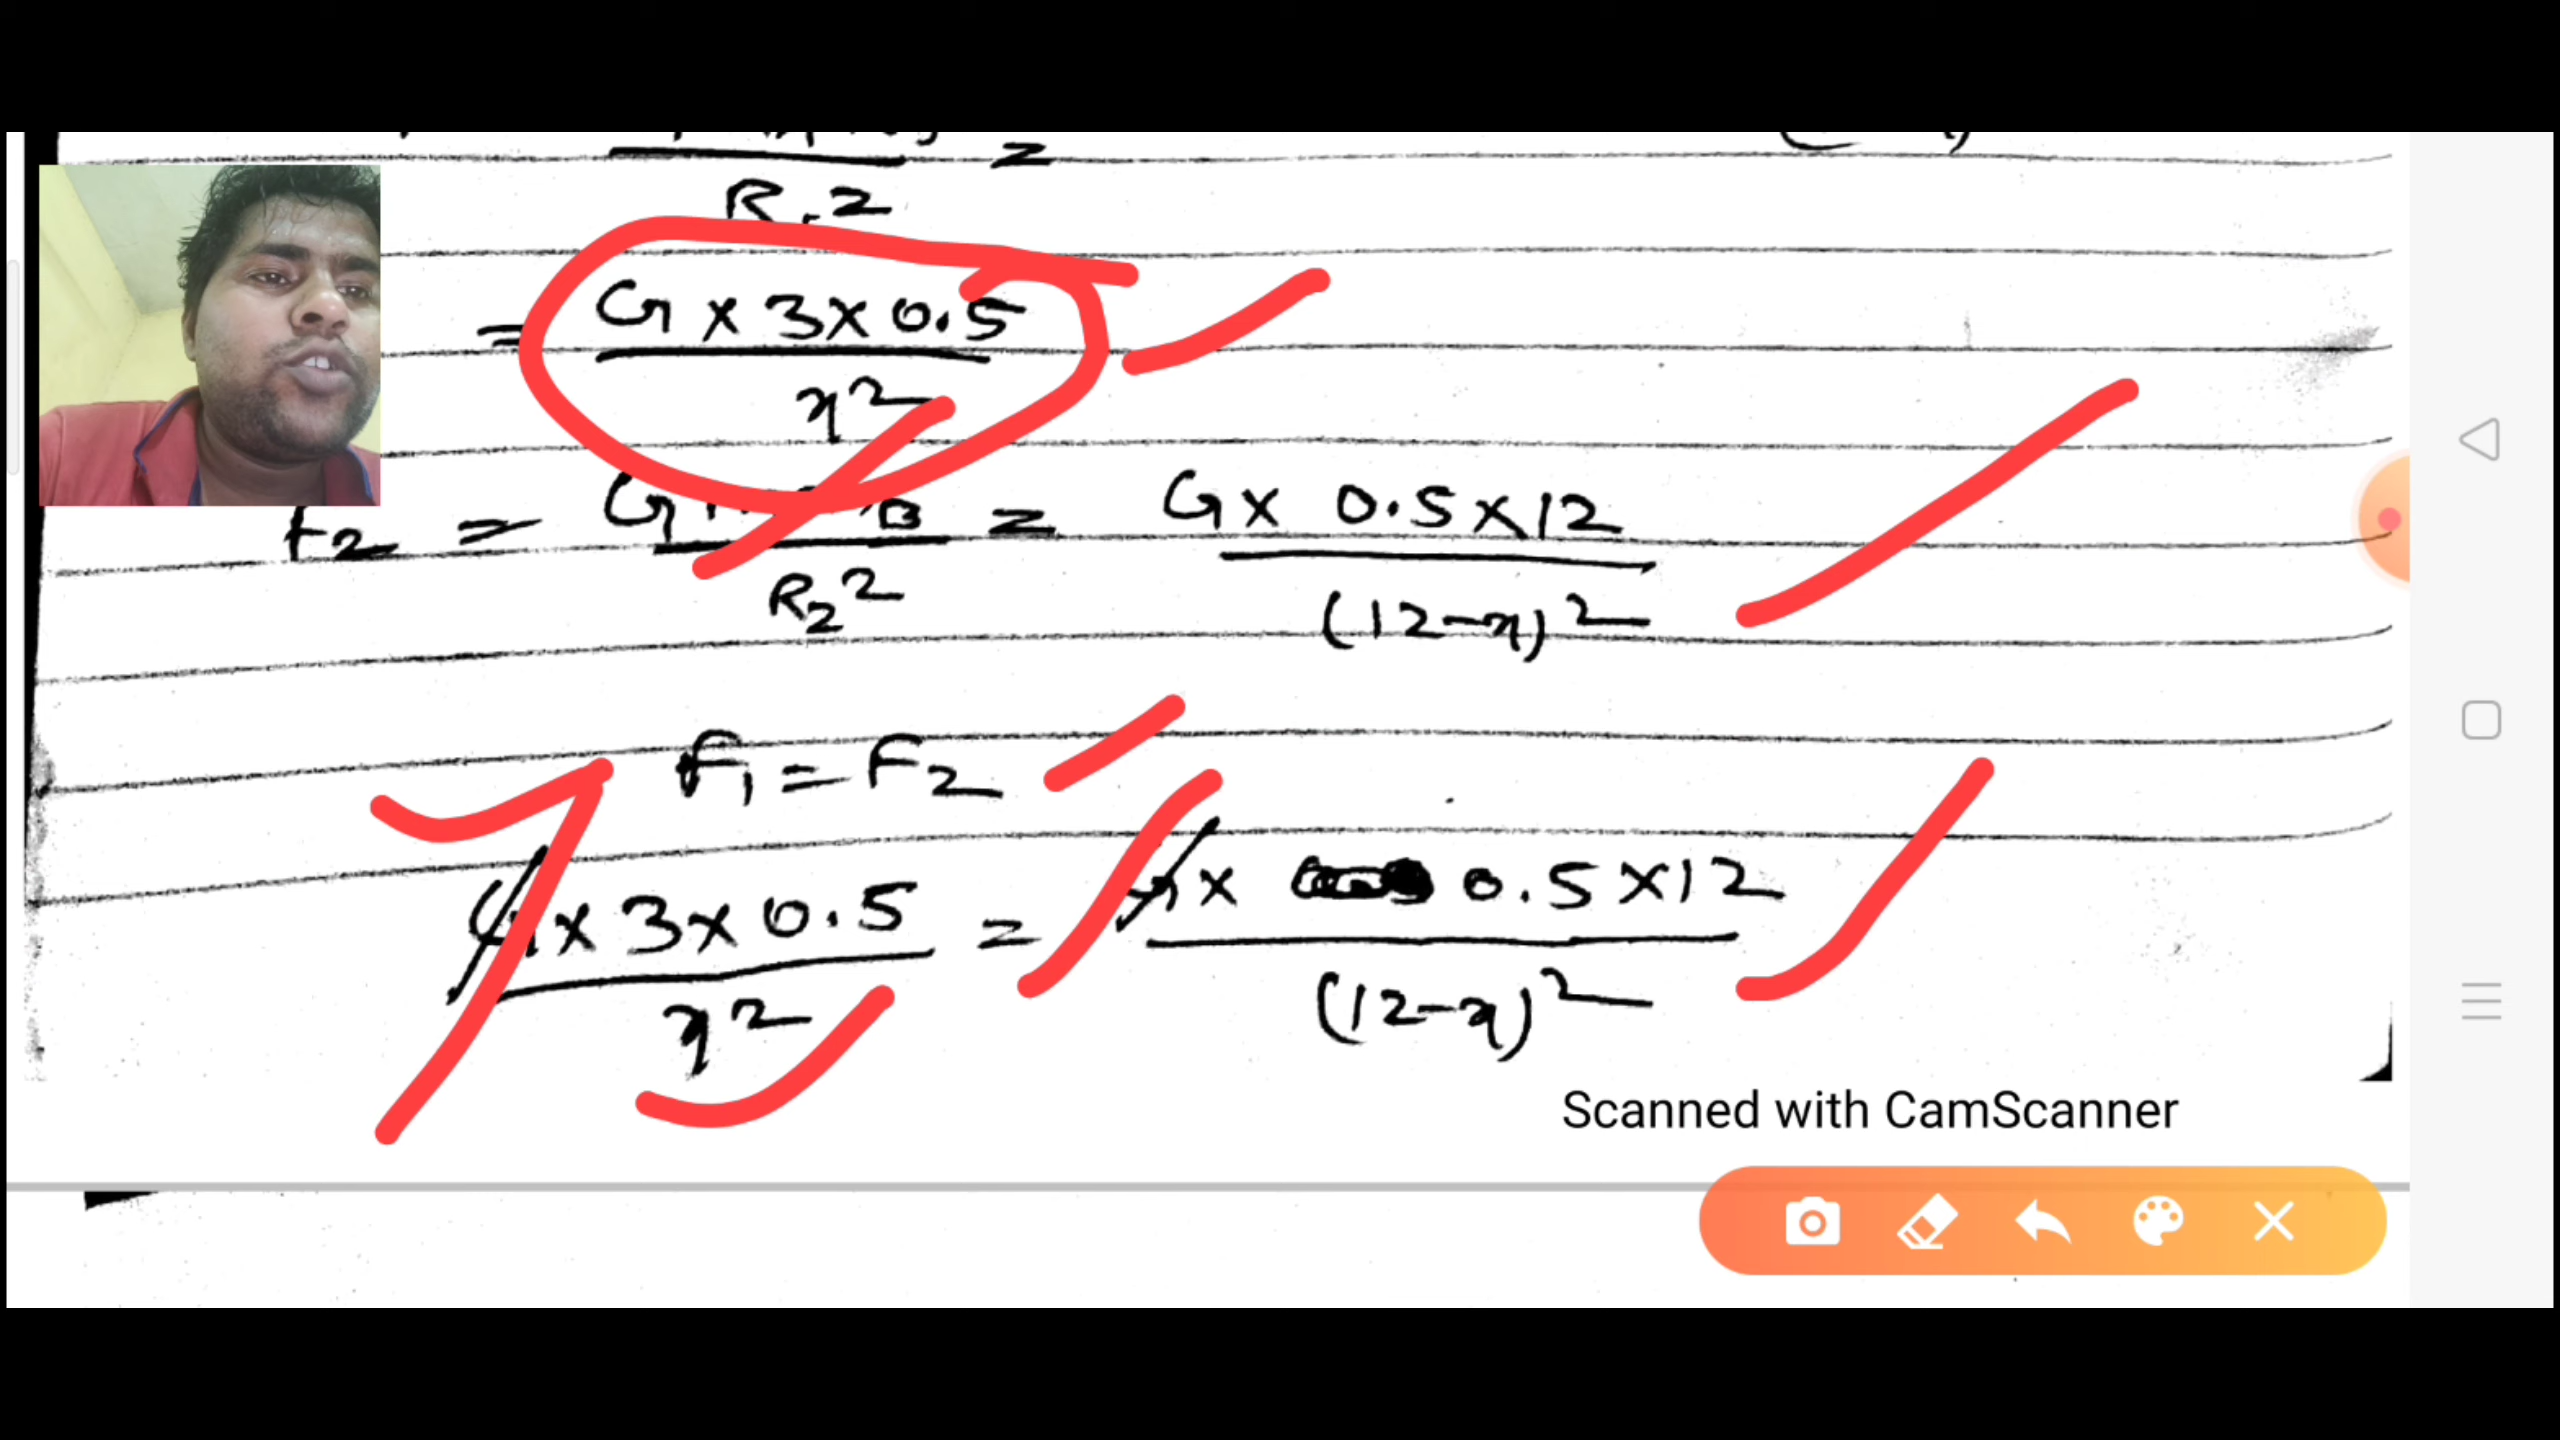 =
R₁2
= G x 3 x 0.5
x²
F2 = G B = G x 0.5 x 12
R2² (12-x)²
F1 = F2
G x 3 x 0.5 = G x 0.5 x 12
x² (12-x)²
Scanned with CamScanner